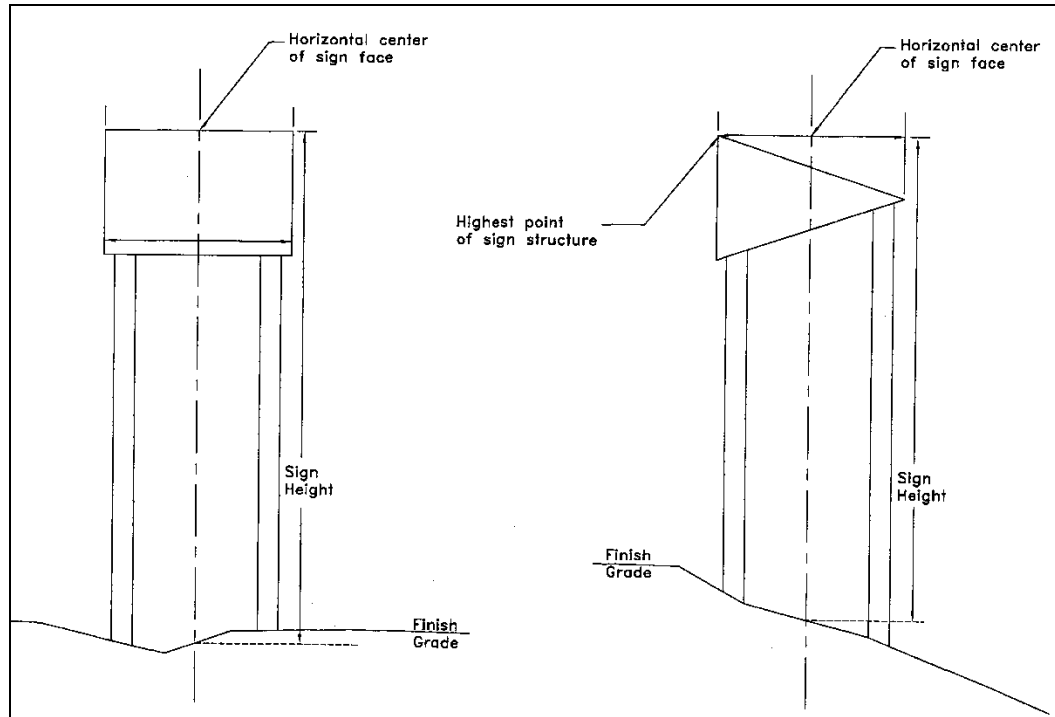 Horizontal center
of sign face
Sign
Height
Finish
Grade
Horizontal center
of sign face
Highest point
of sign structure
Sign
Height
Finish
Grade